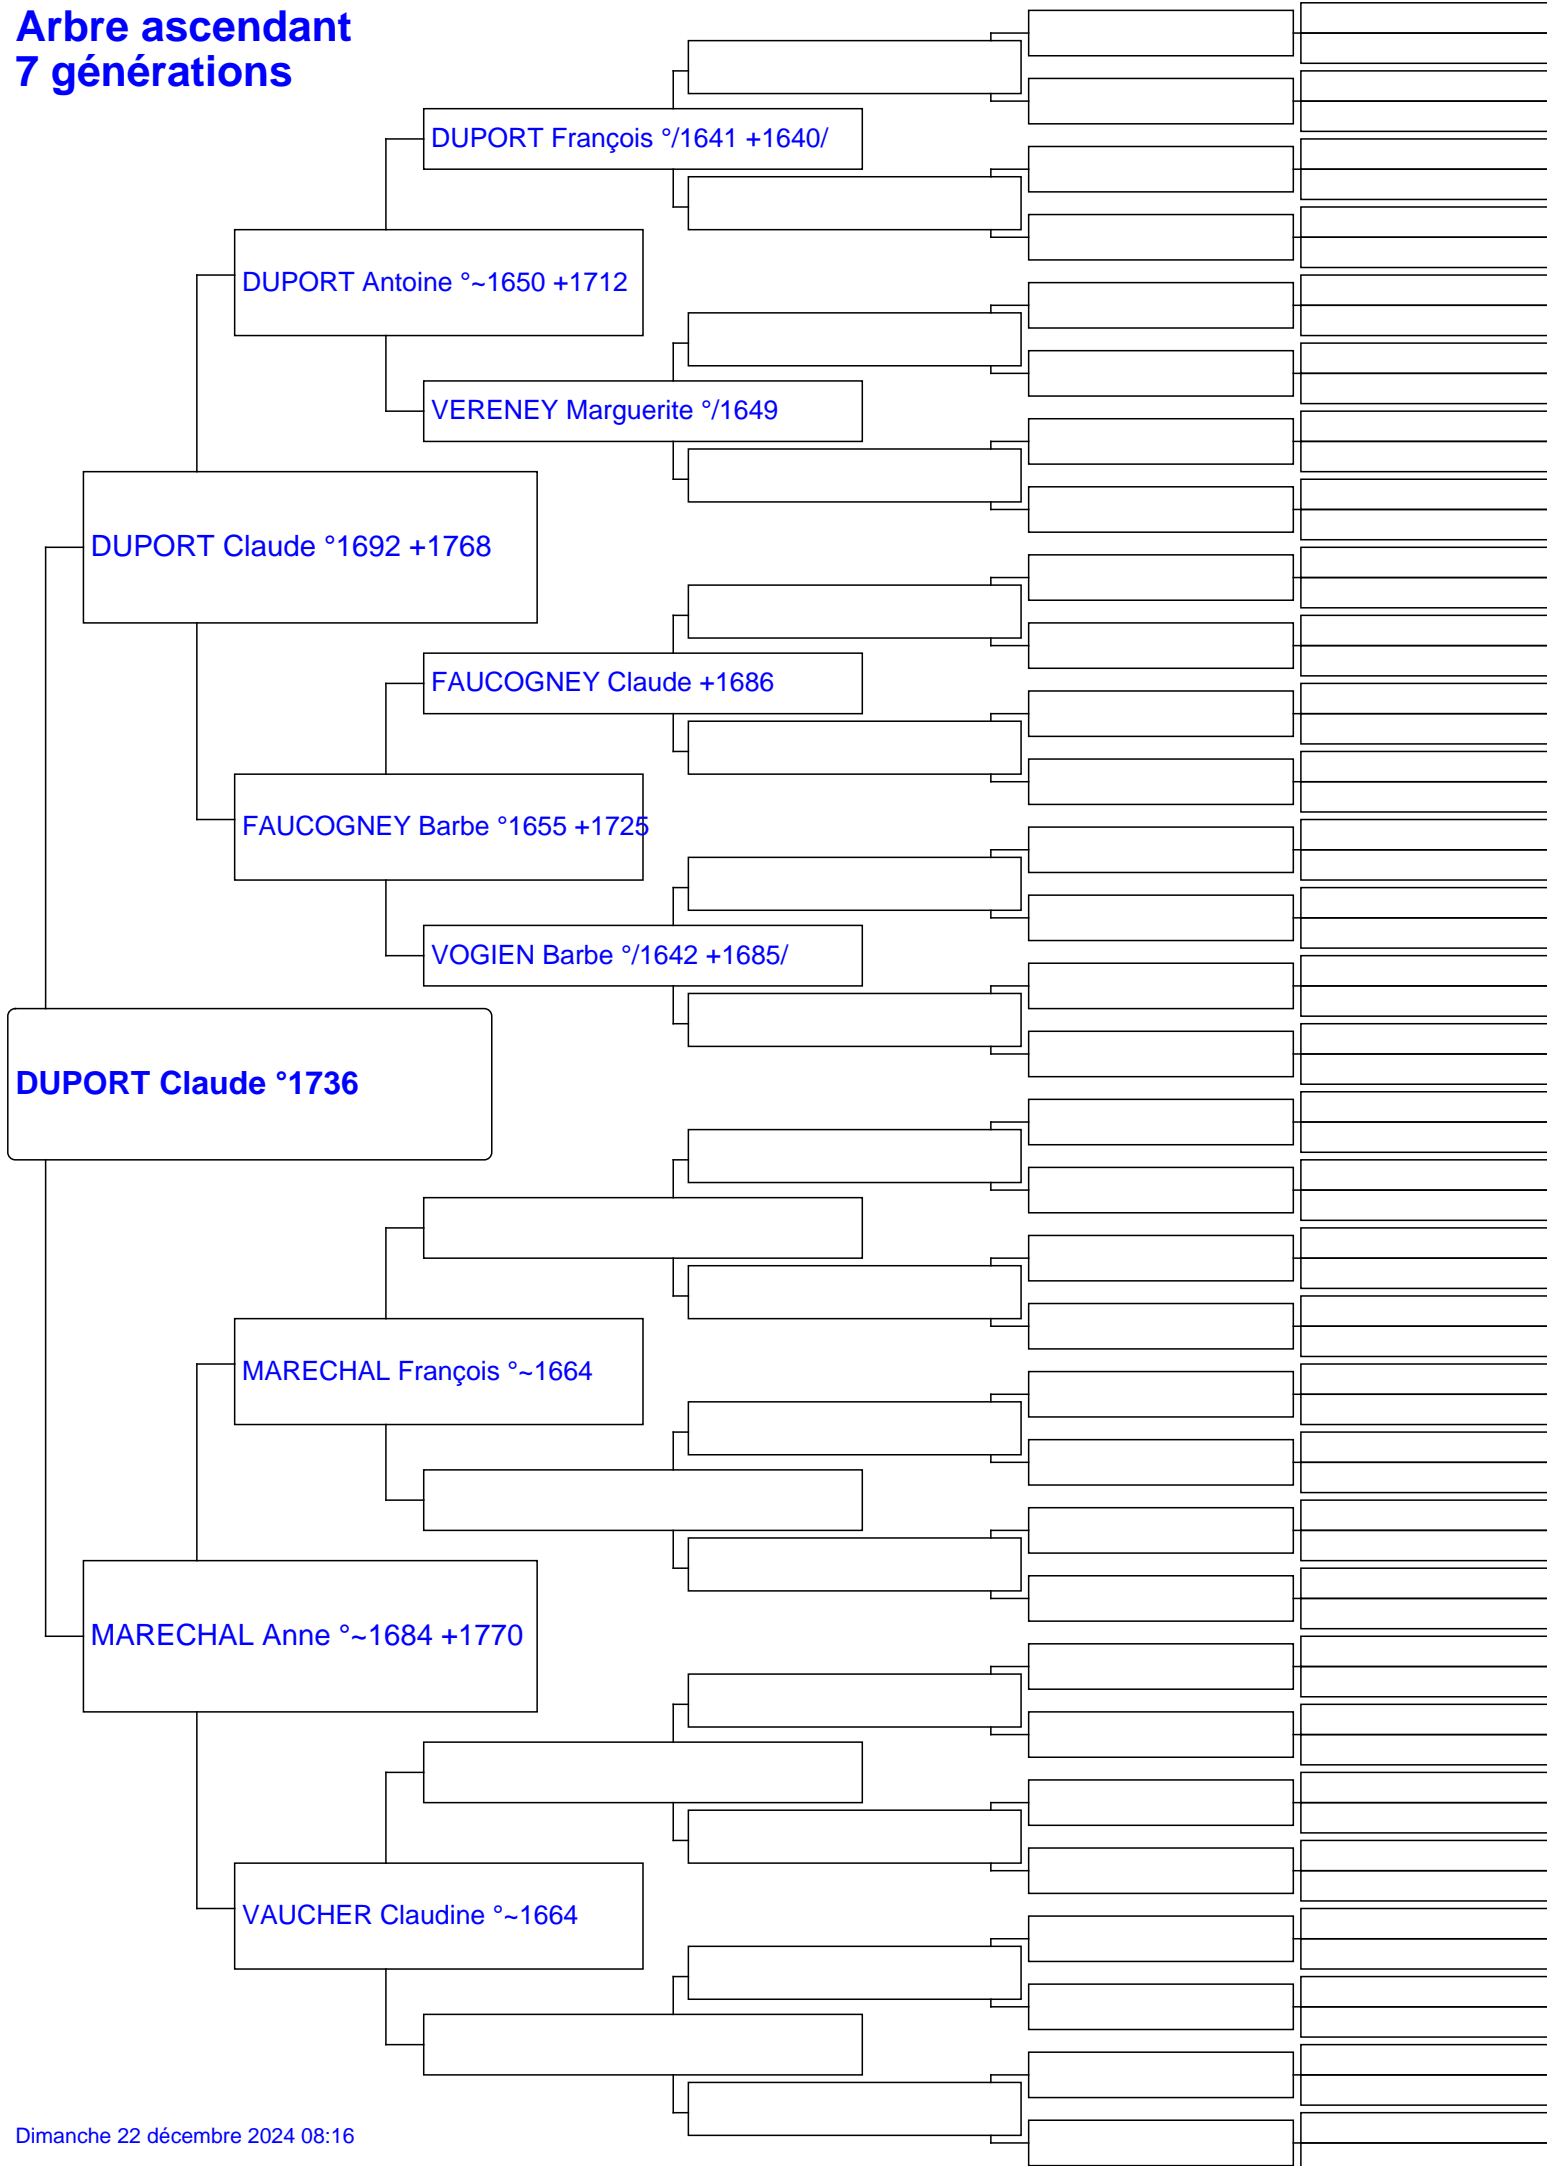 Arbre ascendant
7 générations
DUPORT François °/1641 +1640/
DUPORT Antoine °~1650 +1712
VERENEY Marguerite °/1649
DUPORT Claude °1692 +1768
FAUCOGNEY Claude +1686
FAUCOGNEY Barbe °1655 +1725
VOGIEN Barbe °/1642 +1685/
DUPORT Claude °1736
MARECHAL François °~1664
MARECHAL Anne °~1684 +1770
VAUCHER Claudine °~1664
Dimanche 22 décembre 2024 08:16